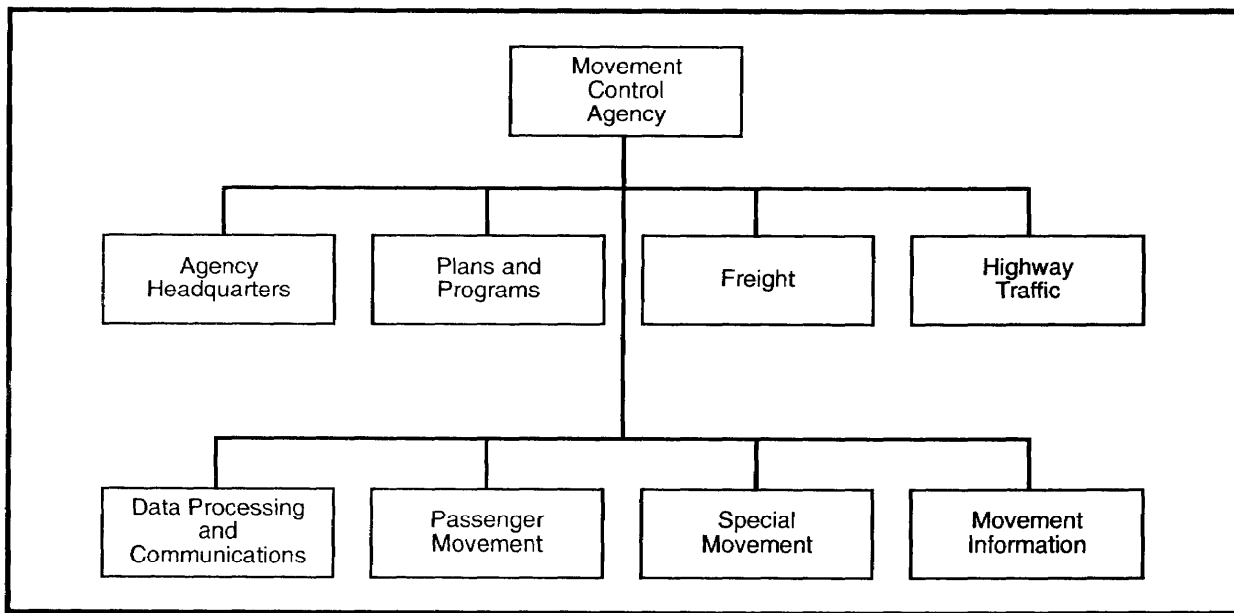 Movement
Control
Agency
Agency
Headquarters
Plans and
Programs
Freight
Highway
Traffic
Data Processing
and
Communications
Passenger
Movement
Special
Movement
Movement
Information